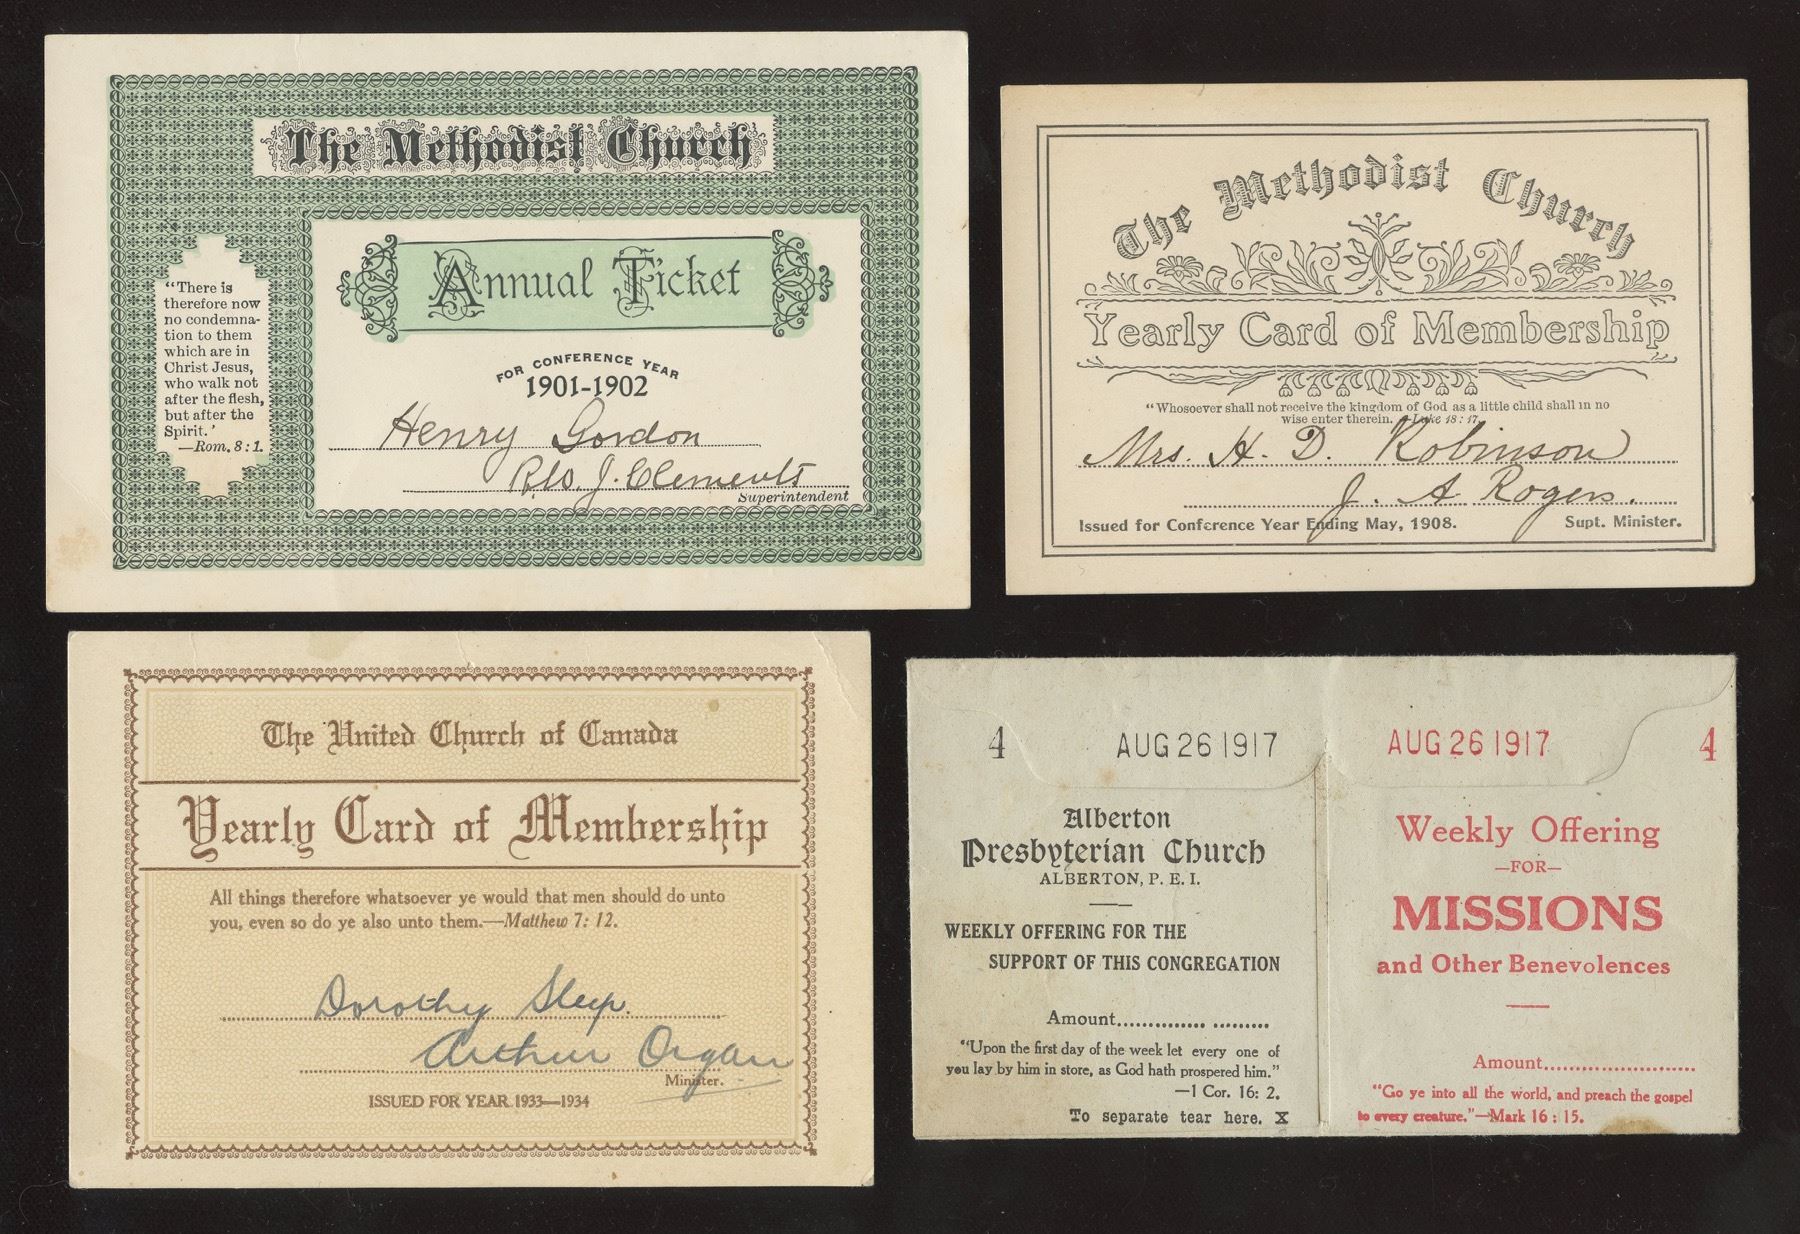 The Methodist Church
"There is
therefore now
no condemna-
tion to them
which are in
Christ Jesus,
who walk not
after the flesh,
but after the
Spirit.'
—Rom. 8:1.
Annual Ticket
FOR CONFERENCE YEAR
1901-1902
Henry Gordon
J. Clements
Superintendent
The Methodist Church
Yearly Card of Membership
"Whosoever shall not receive the kingdom of God as a little child shall in no
wise enter therein. —Luke 18:17.
Mrs. H. D. Robinson
J. A Rogers.
Issued for Conference Year Ending May, 1908. Supt. Minister.
The United Church of Canada
Yearly Card of Membership
All things therefore whatsoever ye would that men should do unto
you, even so do ye also unto them.—Matthew 7: 12.
Dorothy Sleep.
Arthur Organ
Minister.
ISSUED FOR YEAR 1933—1934
4 AUG 26 1917
Alberton
Presbyterian Church
ALBERTON, P. E. I.
WEEKLY OFFERING FOR THE
SUPPORT OF THIS CONGREGATION
Amount
"Upon the first day of the week let every one of
you lay by him in store, as God hath prospered him."
—1 Cor. 16: 2.
To separate tear here. X
AUG 26 1917 4
Weekly Offering
—FOR—
MISSIONS
and Other Benevolences
Amount
"Go ye into all the world, and preach the gospel
to every creature."—Mark 16 : 15.